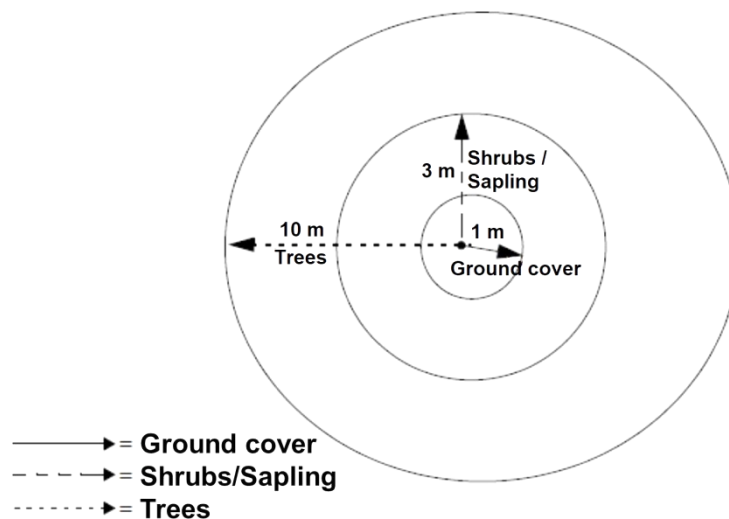 Shrubs /
3 m Sapling
10 m
1 m
Trees
Ground cover
= Ground cover
= Shrubs/Sapling
= Trees